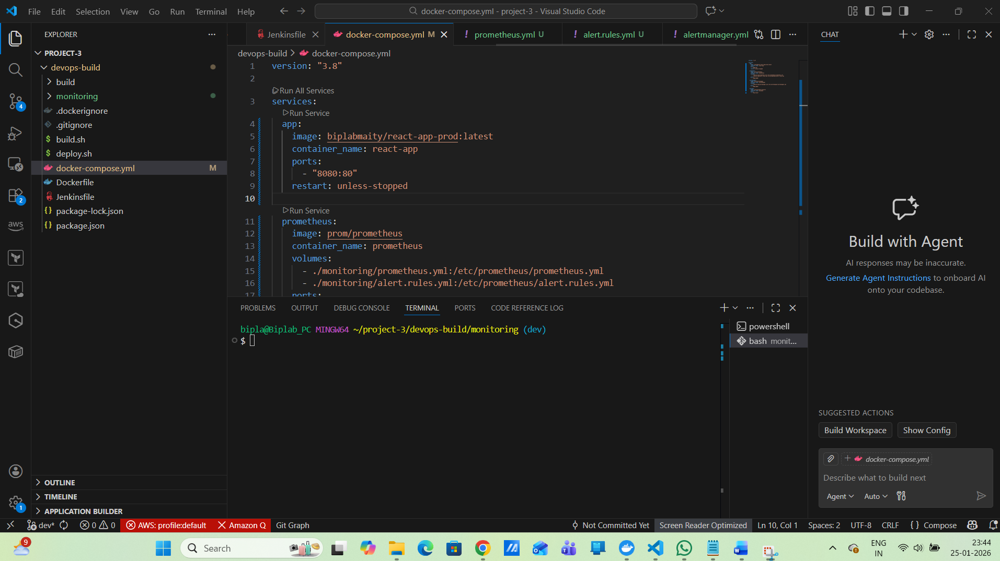 File Edit Selection View Go Run Terminal Help
docker-compose.yml - project-3 - Visual Studio Code
EXPLORER
PROJECT-3
devops-build
build
monitoring
.dockerignore
.gitignore
$ build.sh
$ deploy.sh
docker-compose.yml M
Dockerfile
Jenkinsfile
{} package-lock.json
{} package.json
4
2
aws
1
OUTLINE
TIMELINE
APPLICATION BUILDER
Jenkinsfile
docker-compose.yml M
! prometheus.yml U
! alert.rules.yml U
! alertmanager.yml
devops-build > docker-compose.yml
1 version: "3.8"
2
Run All Services
3 services:
Run Service
4 app:
5 image: biplabmaity/react-app-prod:latest
6 container_name: react-app
7 ports:
8 - "8080:80"
9 restart: unless-stopped
10
Run Service
11 prometheus:
12 image: prom/prometheus
13 container_name: prometheus
14 volumes:
15 - ./monitoring/prometheus.yml:/etc/prometheus/prometheus.yml
16 - ./monitoring/alert.rules.yml:/etc/prometheus/alert.rules.yml
17 ports:
PROBLEMS OUTPUT DEBUG CONSOLE TERMINAL PORTS CODE REFERENCE LOG
bipla@Biplab_PC MINGW64 ~/project-3/devops-build/monitoring (dev)
$
powershell
bash monit...
CHAT
Build with Agent
AI responses may be inaccurate.
Generate Agent Instructions to onboard AI
onto your codebase.
SUGGESTED ACTIONS
Build Workspace
Show Config
+ docker-compose.yml
Describe what to build next
Agent
Auto
dev* 0 0 AWS: profile:default Amazon Q Git Graph
Not Committed Yet Screen Reader Optimized Ln 10, Col 1 Spaces: 2 UTF-8 CRLF {} Compose
9
Search
ENG
IN
23:44
25-01-2026